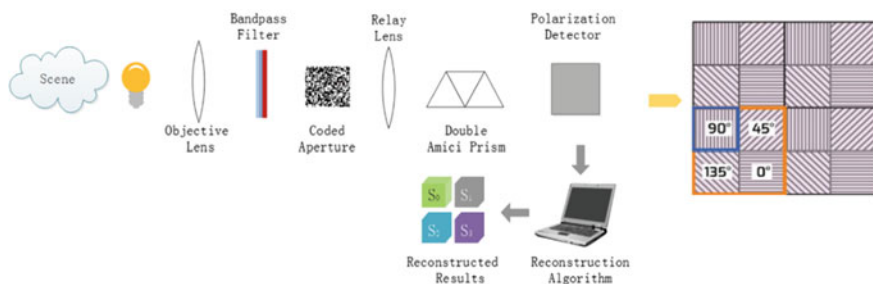 Scene
Objective
Lens
Bandpass
Filter
Coded
Aperture
Relay
Lens
Double
Amici Prism
Polarization
Detector
90° 45°
135° 0°
S₀ S₁
S₂ S₃
Reconstructed
Results
Reconstruction
Algorithm